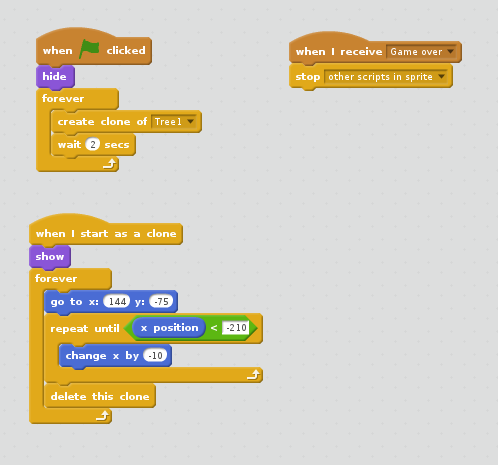 when clicked
hide
forever
create clone of Tree1
wait 2 secs
when I receive Game over
stop other scripts in sprite
when I start as a clone
show
forever
go to x: 144 y: -75
repeat until x position < -210
change x by -10
delete this clone